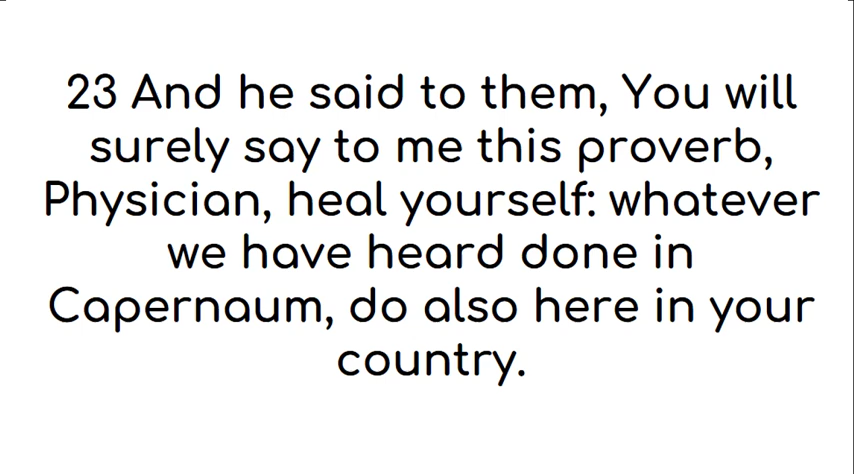 23 And he said to them, You will
surely say to me this proverb,
Physician, heal yourself: whatever
we have heard done in
Capernaum, do also here in your
country.